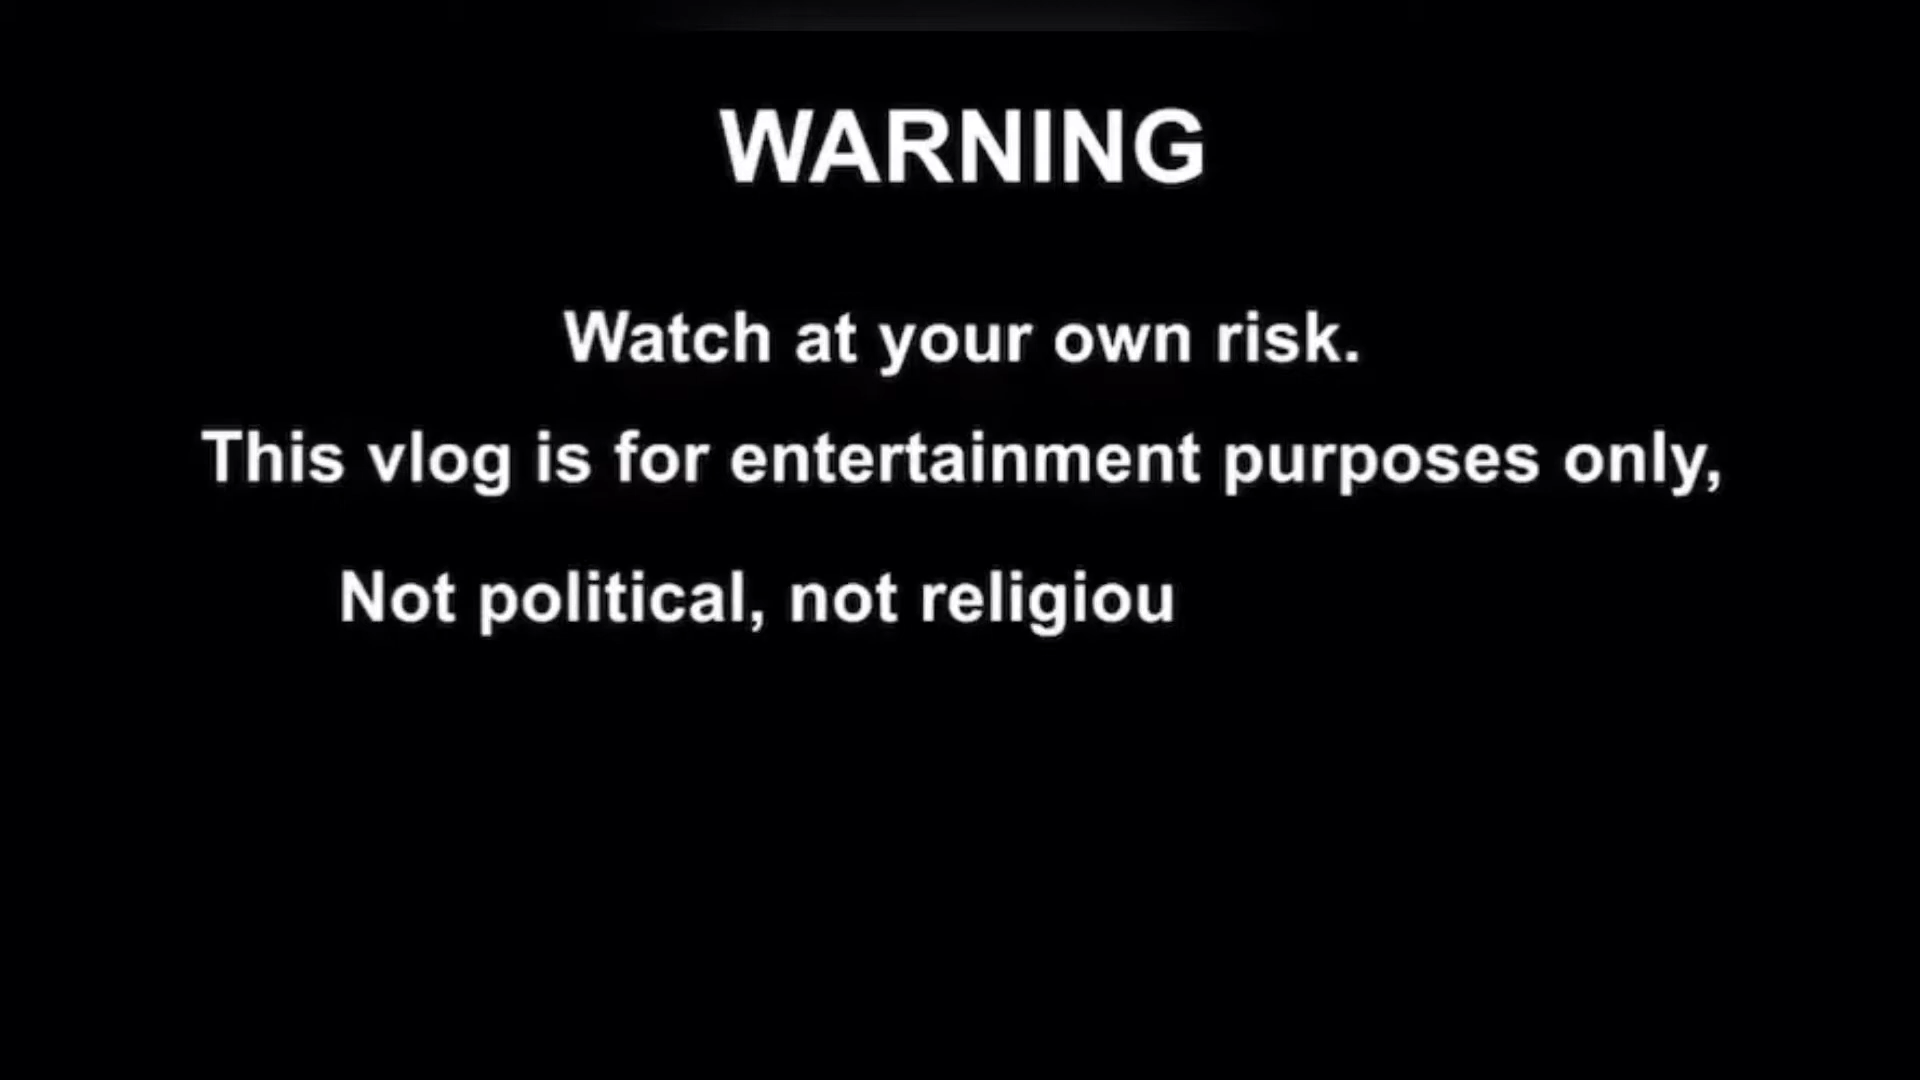 WARNING
Watch at your own risk.
This vlog is for entertainment purposes only,
Not political, not religiou